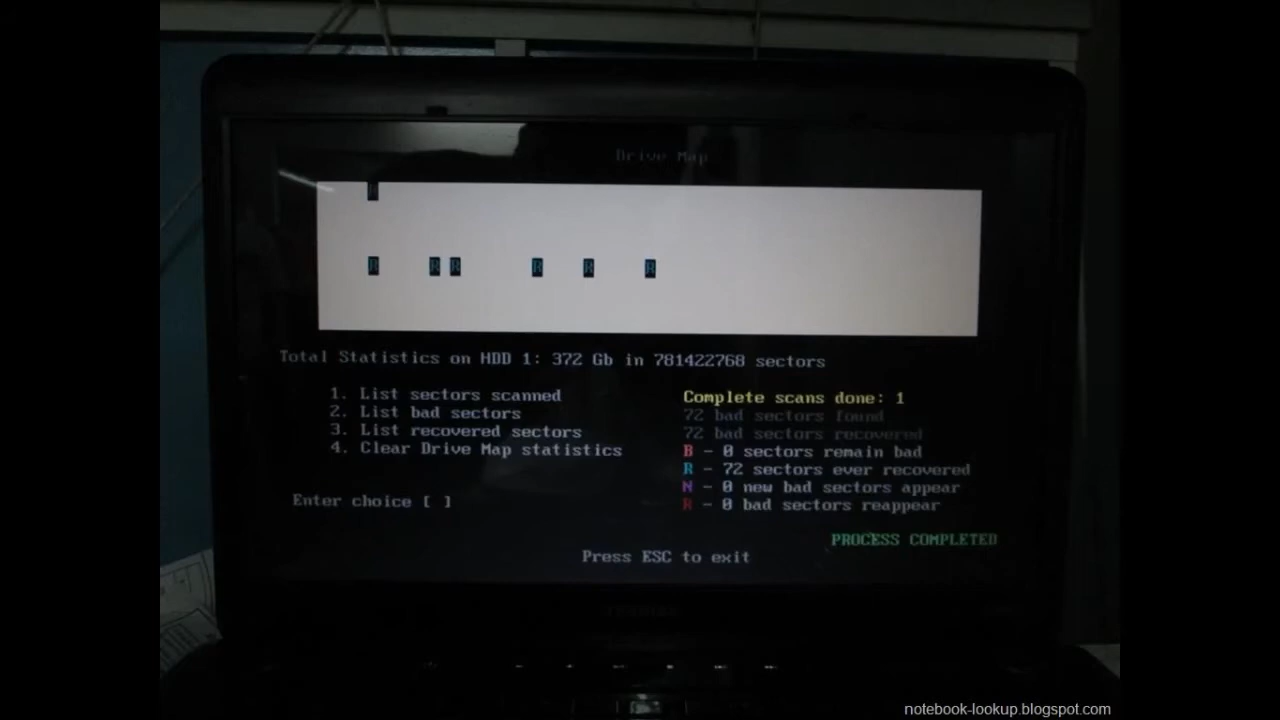 Drive Map
R
R R R R R R
Total Statistics on HDD 1: 372 Gb in 781422768 sectors
1. List sectors scanned
2. List bad sectors
3. List recovered sectors
4. Clear Drive Map statistics
Enter choice [ ]
Complete scans done: 1
72 bad sectors found
72 bad sectors recovered
B - 0 sectors remain bad
R - 72 sectors ever recovered
N - 0 new bad sectors appear
R - 0 bad sectors reappear
PROCESS COMPLETED
Press ESC to exit
TOSHIBA
notebook-lookup.blogspot.com